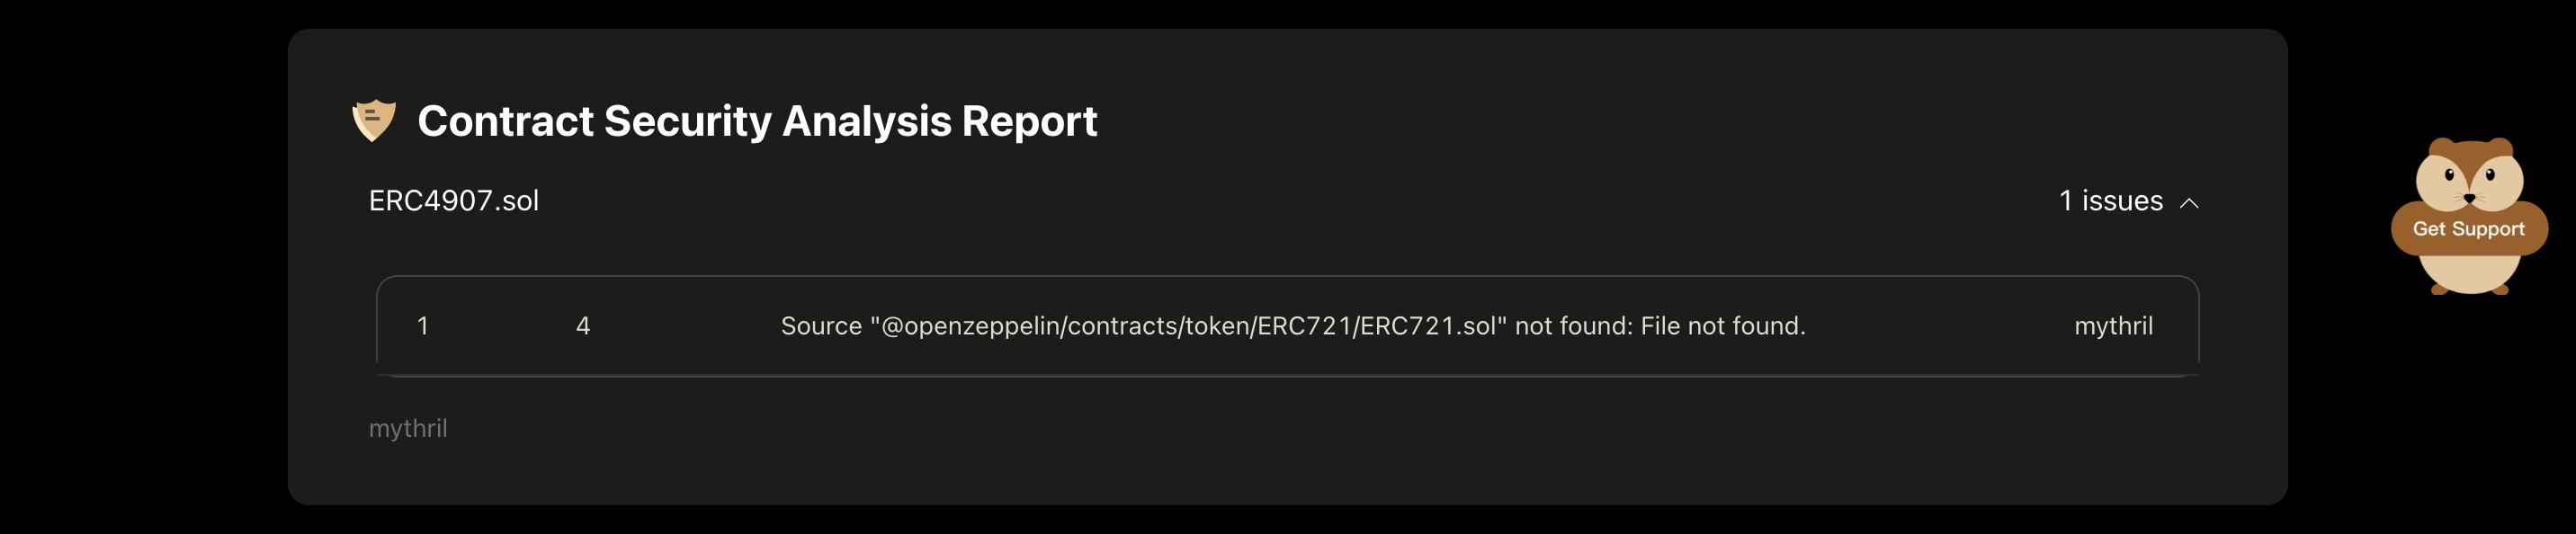 Contract Security Analysis Report
ERC4907.sol 1 issues
Get Support
1 4 Source "@openzeppelin/contracts/token/ERC721/ERC721.sol" not found: File not found. mythril
mythril